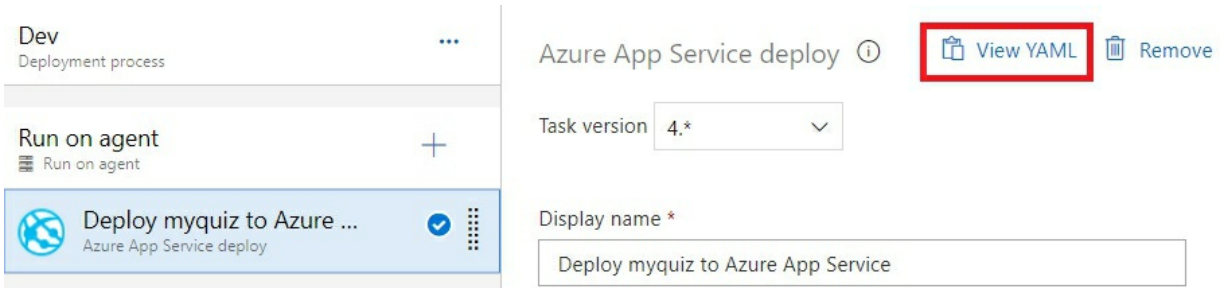 Dev
...
Deployment process
Run on agent
Run on agent
Deploy myquiz to Azure ...
Azure App Service deploy
Azure App Service deploy
View YAML
Remove
Task version
4.*
Display name *
Deploy myquiz to Azure App Service